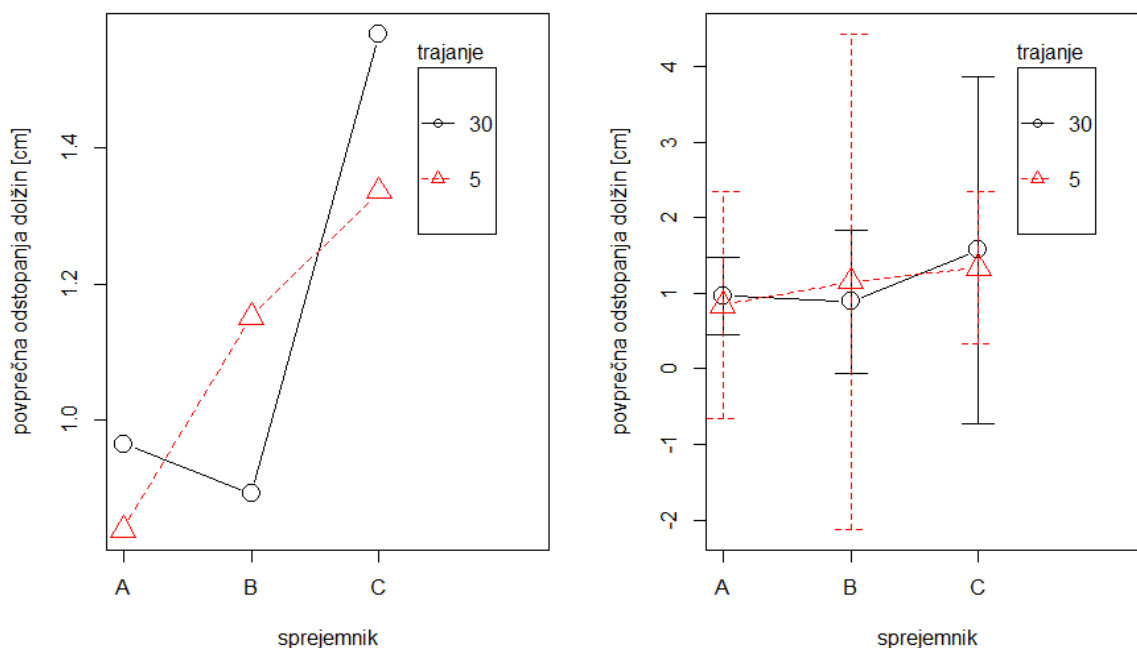 povprečna odstopanja dolžin [cm]
1.4
1.2
1.0
trajanje
30
5
A
B
C
sprejemnik
povprečna odstopanja dolžin [cm]
4
3
2
1
0
-1
-2
trajanje
30
5
A
B
C
sprejemnik